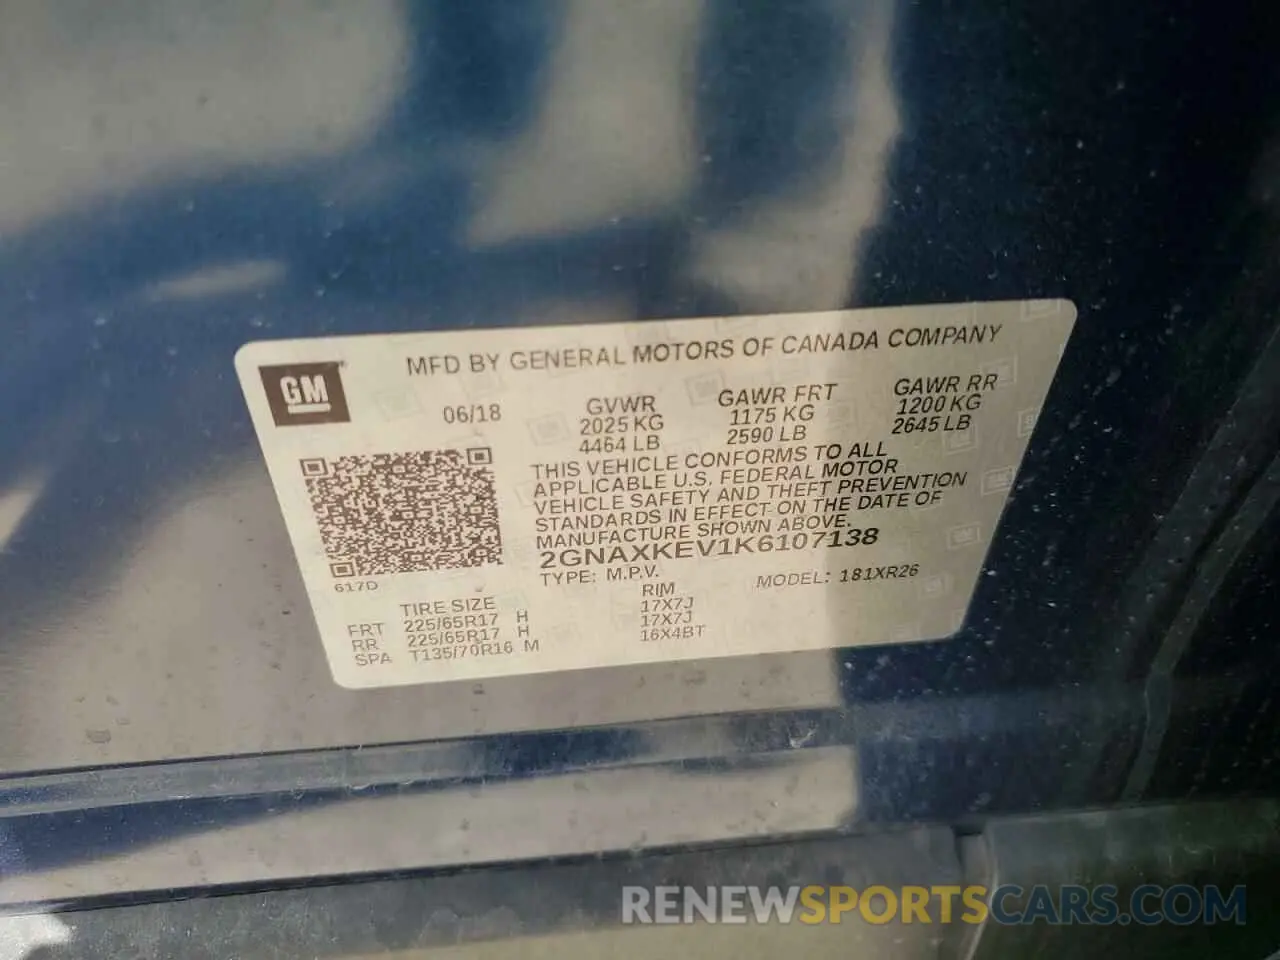 GM
MFD BY GENERAL MOTORS OF CANADA COMPANY
06/18 GVWR GAWR FRT GAWR RR
2025 KG 1175 KG 1200 KG
4464 LB 2590 LB 2645 LB
THIS VEHICLE CONFORMS TO ALL
APPLICABLE U.S. FEDERAL MOTOR
VEHICLE SAFETY AND THEFT PREVENTION
STANDARDS IN EFFECT ON THE DATE OF
MANUFACTURE SHOWN ABOVE.
2GNAXKEV1K6107138
617D TYPE: M.P.V. MODEL: 181XR26
TIRE SIZE RIM
FRT 225/65R17 H 17X7J
RR 225/65R17 H 17X7J
SPA T135/70R16 M 16X4BT
RENEWSPORTSCARS.COM